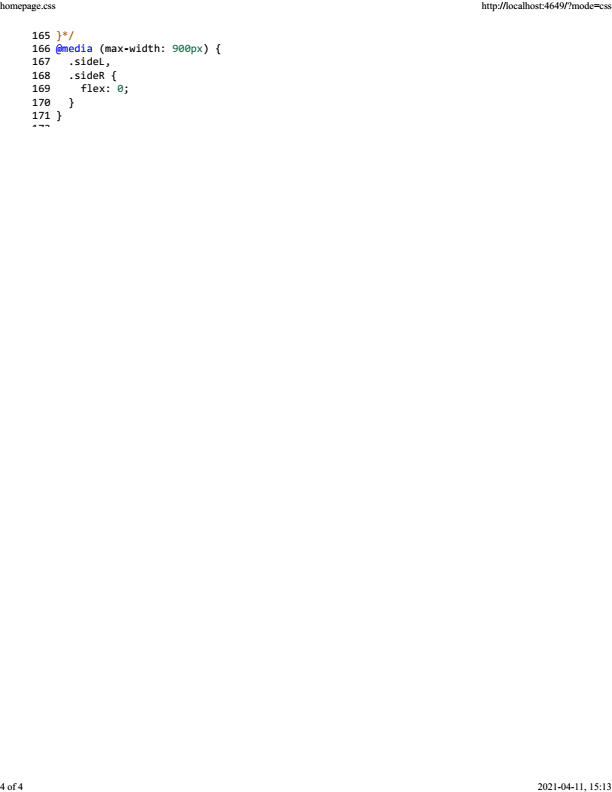 homepage.css http://localhost:4649/?mode=css
165 }*/
166 @media (max-width: 900px) {
167 .sideL,
168 .sideR {
169 flex: 0;
170 }
171 }
4 of 4 2021-04-11, 15:13